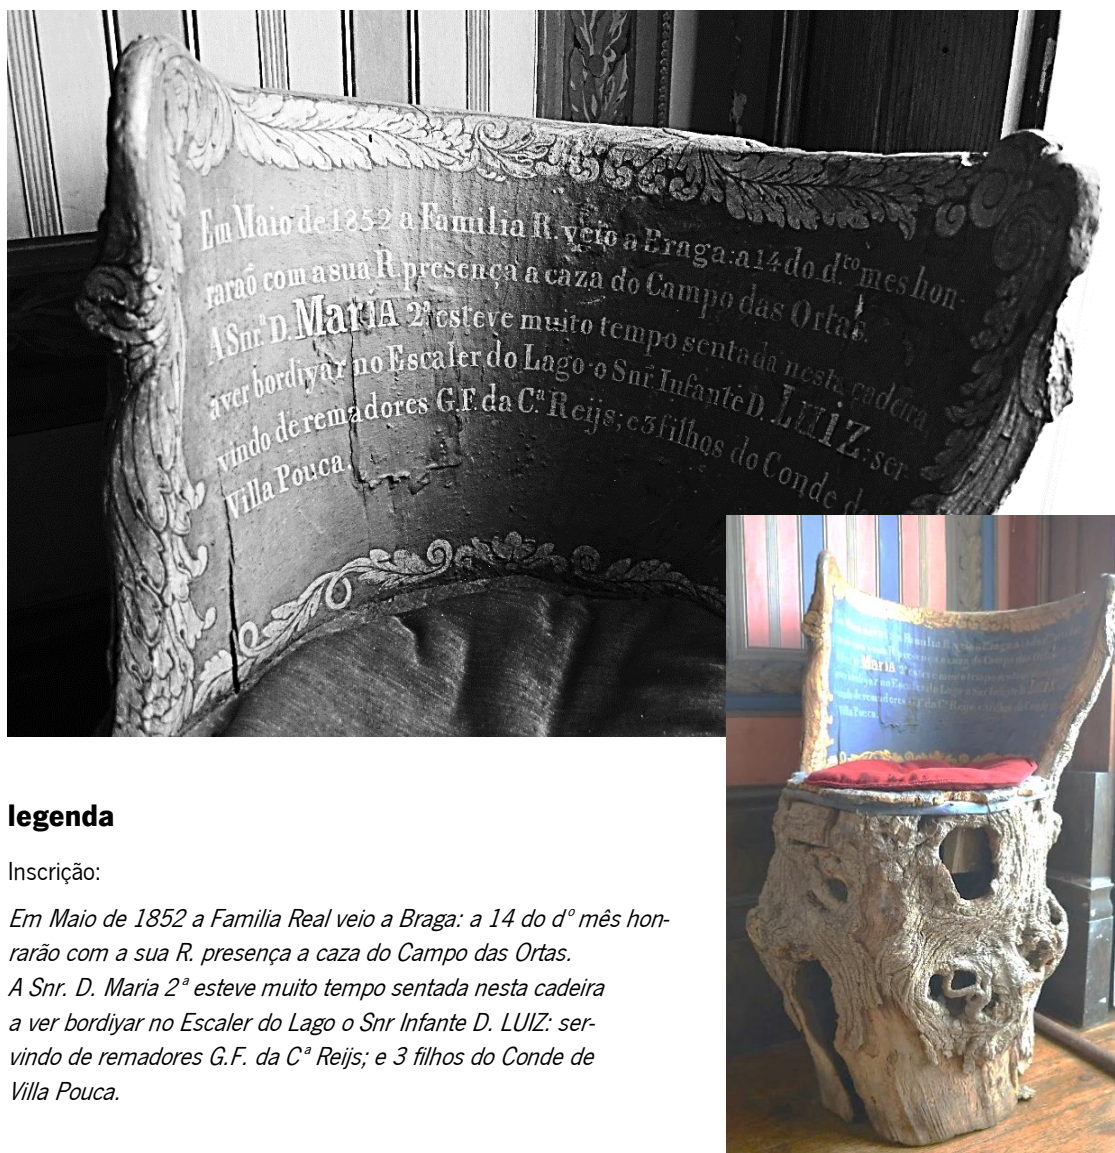 Em Maio de 1852 a Familia R. veio a Braga: a 14 do d.to mes hon-
rarão com a sua R. presença a caza do Campo das Ortas.
A Snr.ª D. Maria 2ª esteve muito tempo sentada nesta cadeira,
a ver bordiyar no Escaler do Lago o Snr. Infante D. LUIZ: ser-
vindo de remadores G.F. da C.ª Reijs; e 3 filhos do Conde de
Villa Pouca.
Maria 2ª
Villa Pouca.
legenda
Inscrição:
Em Maio de 1852 a Familia Real veio a Braga: a 14 do dº mês hon-
rarão com a sua R. presença a caza do Campo das Ortas.
A Snr. D. Maria 2ª esteve muito tempo sentada nesta cadeira
a ver bordiyar no Escaler do Lago o Snr Infante D. LUIZ: ser-
vindo de remadores G.F. da Cª Reijs; e 3 filhos do Conde de
Villa Pouca.